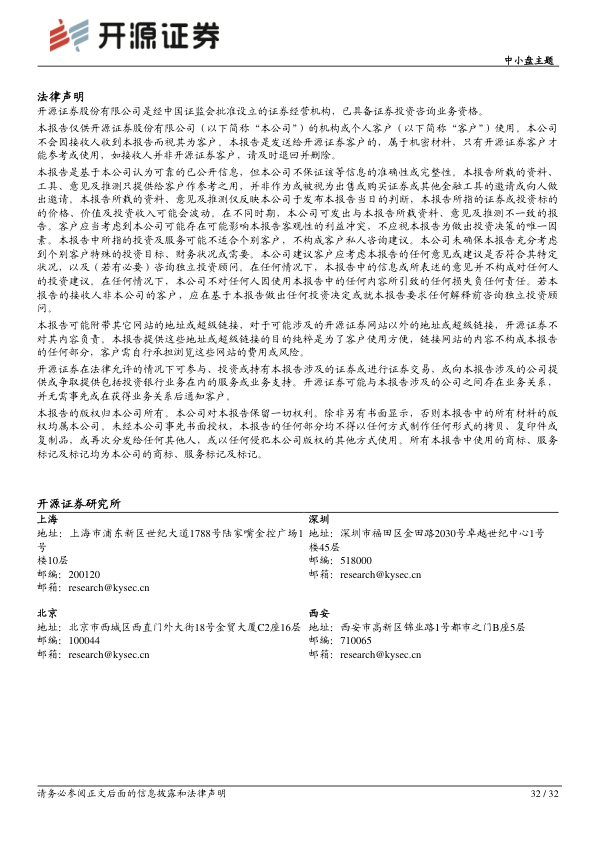 开源证券
中小盘主题
法律声明
开源证券股份有限公司是经中国证监会批准设立的证券经营机构，已具备证券投资咨询业务资格。
本报告仅供开源证券股份有限公司（以下简称“本公司”）的机构或个人客户（以下简称“客户”）使用。本公司
不会因接收人收到本报告而视其为客户。本报告是发送给开源证券客户的，属于机密材料，只有开源证券客户才
能参考或使用，如接收人并非开源证券客户，请及时退回并删除。
本报告是基于本公司认为可靠的已公开信息，但本公司不保证该等信息的准确性或完整性。本报告所载的资料、
工具、意见及推测只提供给客户作参考之用，并非作为或被视为出售或购买证券或其他金融工具的邀请或向人做
出邀请。本报告所载的资料、意见及推测仅反映本公司于发布本报告当日的判断，本报告所指的证券或投资标的
的价格、价值及投资收入可能会波动。在不同时期，本公司可发出与本报告所载资料、意见及推测不一致的报
告。客户应当考虑到本公司可能存在可能影响本报告客观性的利益冲突，不应视本报告为做出投资决策的唯一因
素。本报告中所指的投资及服务可能不适合个别客户，不构成客户私人咨询建议。本公司未确保本报告充分考虑
到个别客户特殊的投资目标、财务状况或需要。本公司建议客户应考虑本报告的任何意见或建议是否符合其特定
状况，以及（若有必要）咨询独立投资顾问。在任何情况下，本报告中的信息或所表述的意见并不构成对任何人
的投资建议。在任何情况下，本公司不对任何人因使用本报告中的任何内容所引致的任何损失负任何责任。若本
报告的接收人非本公司的客户，应在基于本报告做出任何投资决定或就本报告要求任何解释前咨询独立投资顾
问。
本报告可能附带其它网站的地址或超级链接，对于可能涉及的开源证券网站以外的地址或超级链接，开源证券不
对其内容负责。本报告提供这些地址或超级链接的目的纯粹是为了客户使用方便，链接网站的内容不构成本报告
的任何部分，客户需自行承担浏览这些网站的费用或风险。
开源证券在法律允许的情况下可参与、投资或持有本报告涉及的证券或进行证券交易，或向本报告涉及的公司提
供或争取提供包括投资银行业务在内的服务或业务支持。开源证券可能与本报告涉及的公司之间存在业务关系，
并无需事先或在获得业务关系后通知客户。
本报告的版权归本公司所有。本公司对本报告保留一切权利。除非另有书面显示，否则本报告中的所有材料的版
权均属本公司。未经本公司事先书面授权，本报告的任何部分均不得以任何方式制作任何形式的拷贝、复印件或
复制品，或再次分发给任何其他人，或以任何侵犯本公司版权的其他方式使用。所有本报告中使用的商标、服务
标记及标记均为本公司的商标、服务标记及标记。
开源证券研究所
上海
地址：上海市浦东新区世纪大道1788号陆家嘴金控广场1
号
楼10层
邮编：200120
邮箱：research@kysec.cn
深圳
地址：深圳市福田区金田路2030号卓越世纪中心1号
楼45层
邮编：518000
邮箱：research@kysec.cn
北京
地址：北京市西城区西直门外大街18号金贸大厦C2座16层
邮编：100044
邮箱：research@kysec.cn
西安
地址：西安市高新区锦业路1号都市之门B座5层
邮编：710065
邮箱：research@kysec.cn
请务必参阅正文后面的信息披露和法律声明
32 / 32